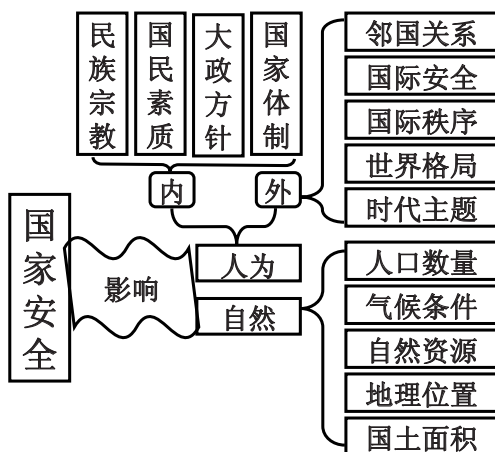 民族宗教
国民素质
大政方针
国家体制
邻国关系
国际安全
国际秩序
世界格局
时代主题
内
外
国家安全
影响
人为
自然
人口数量
气候条件
自然资源
地理位置
国土面积